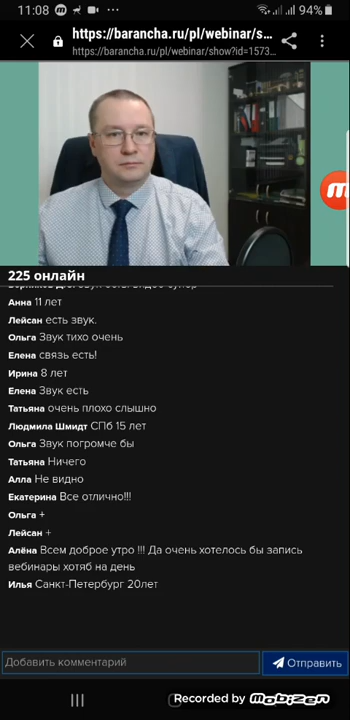 11:08
94%
https://barancha.ru/pl/webinar/s...
https://barancha.ru/pl/webinar/show?id=1573...
225 онлайн
Анна 11 лет
Лейсан есть звук.
Ольга Звук тихо очень
Елена связь есть!
Ирина 8 лет
Елена Звук есть
Татьяна очень плохо слышно
Людмила Шмидт СПб 15 лет
Ольга Звук погромче бы
Татьяна Ничего
Алла Не видно
Екатерина Все отлично!!!
Ольга +
Лейсан +
Алёна Всем доброе утро !!! Да очень хотелось бы запись
вебинары хотяб на день
Илья Санкт-Петербург 20лет
Добавить комментарий
Отправить
Recorded by mobizen